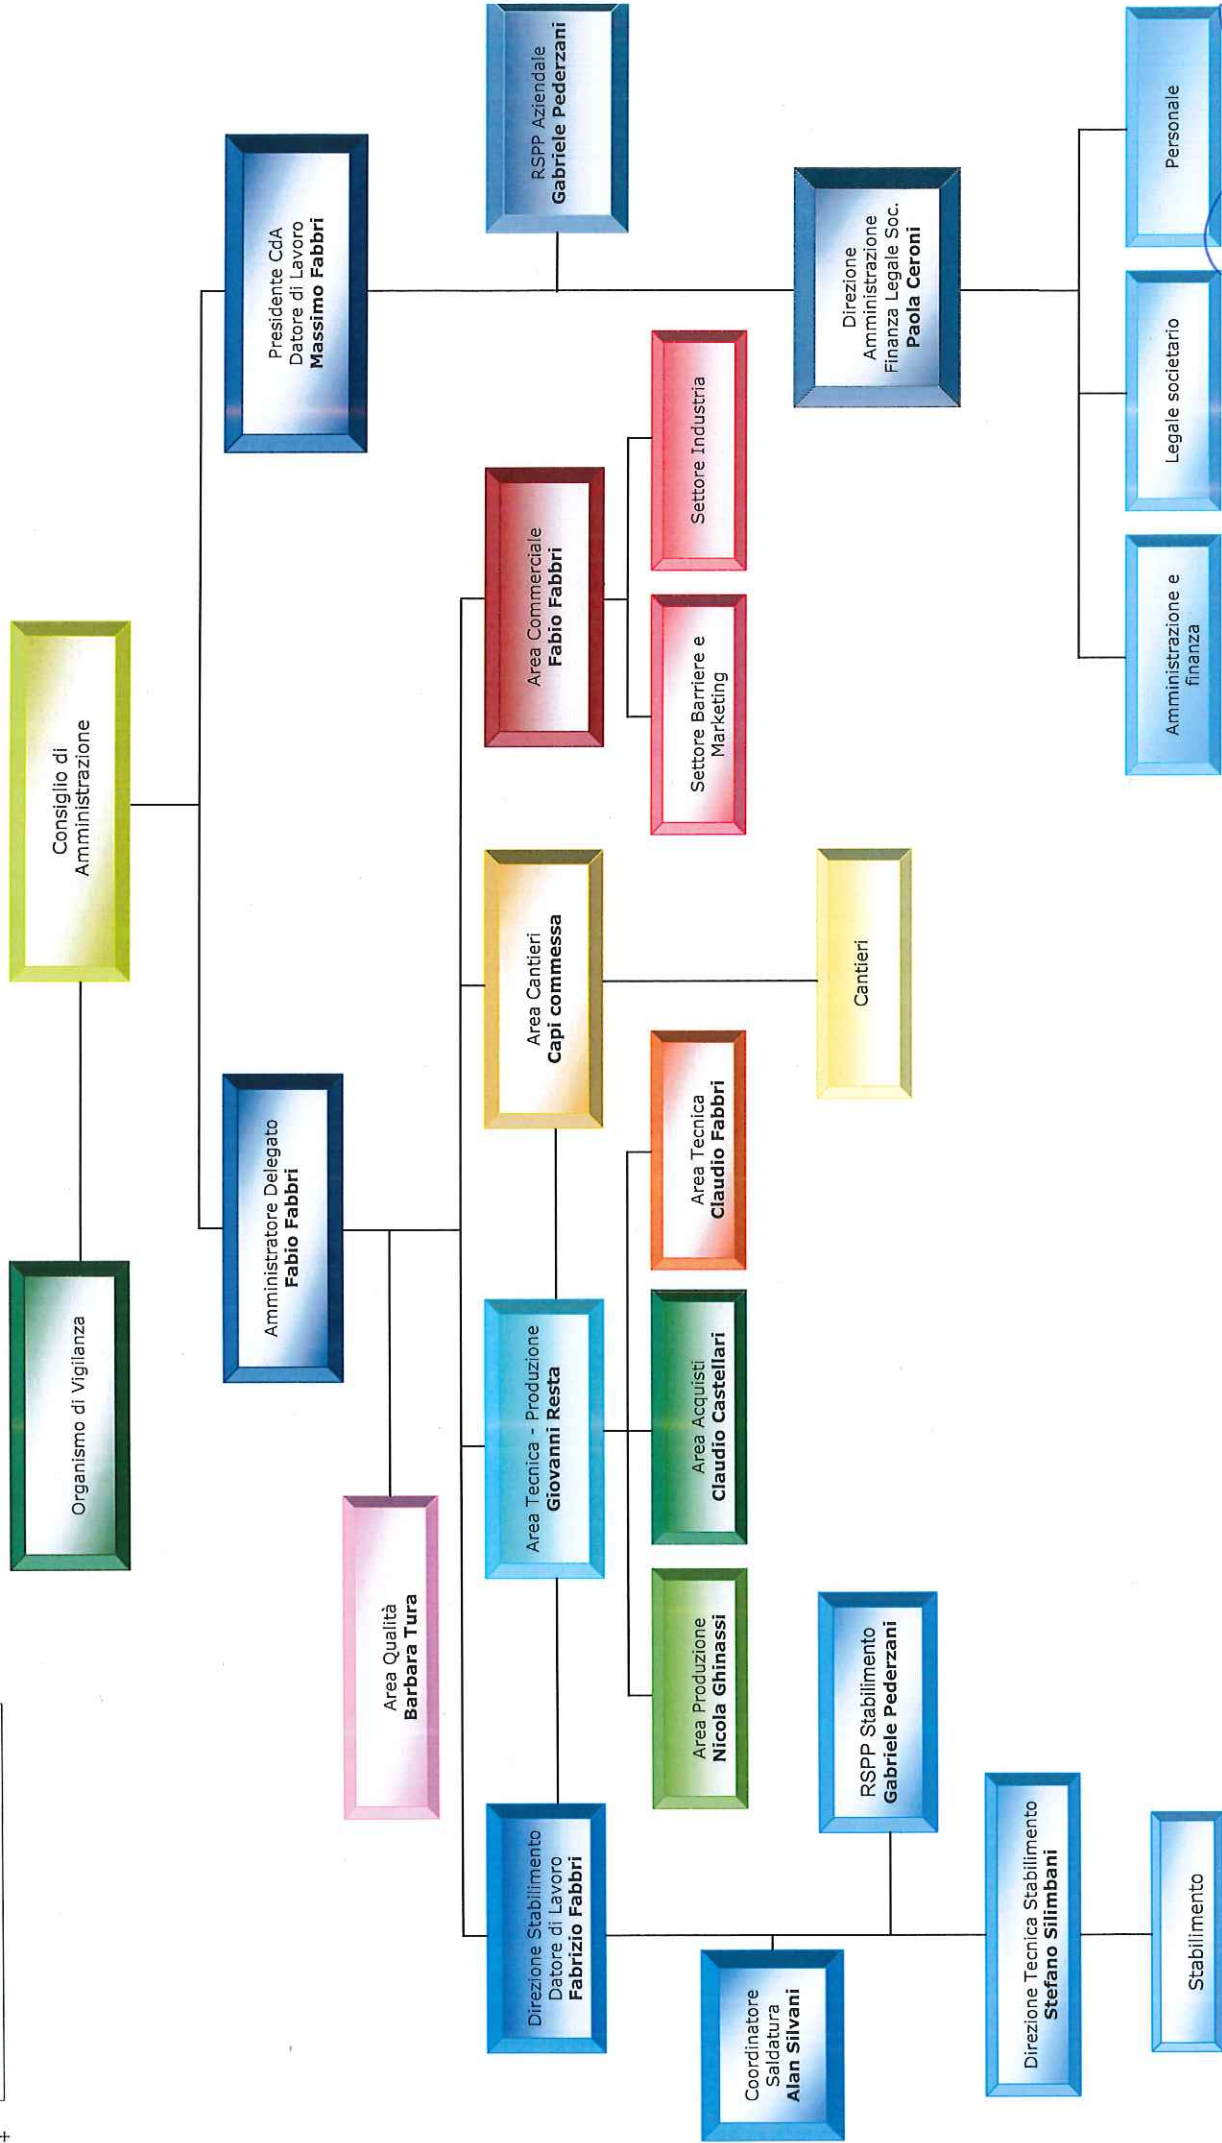 Consiglio di
Amministrazione
Organismo di Vigilanza
Presidente CdA
Datore di Lavoro
Massimo Fabbri
Amministratore Delegato
Fabio Fabbri
RSPP Aziendale
Gabriele Pederzani
Area Qualità
Barbara Tura
Direzione Stabilimento
Datore di Lavoro
Fabrizio Fabbri
Area Tecnica - Produzione
Giovanni Resta
Area Cantieri
Capi commessa
Area Commerciale
Fabio Fabbri
Area Produzione
Nicola Ghinassi
Area Acquisti
Claudio Castellari
Area Tecnica
Claudio Fabbri
Settore Barriere e
Marketing
Settore Industria
Coordinatore
Saldatura
Alan Silvani
RSPP Stabilimento
Gabriele Pederzani
Cantieri
Direzione
Amministrazione
Finanza Legale Soc.
Paola Ceroni
Direzione Tecnica Stabilimento
Stefano Silimbani
Stabilimento
Amministrazione e
finanza
Legale societario
Personale